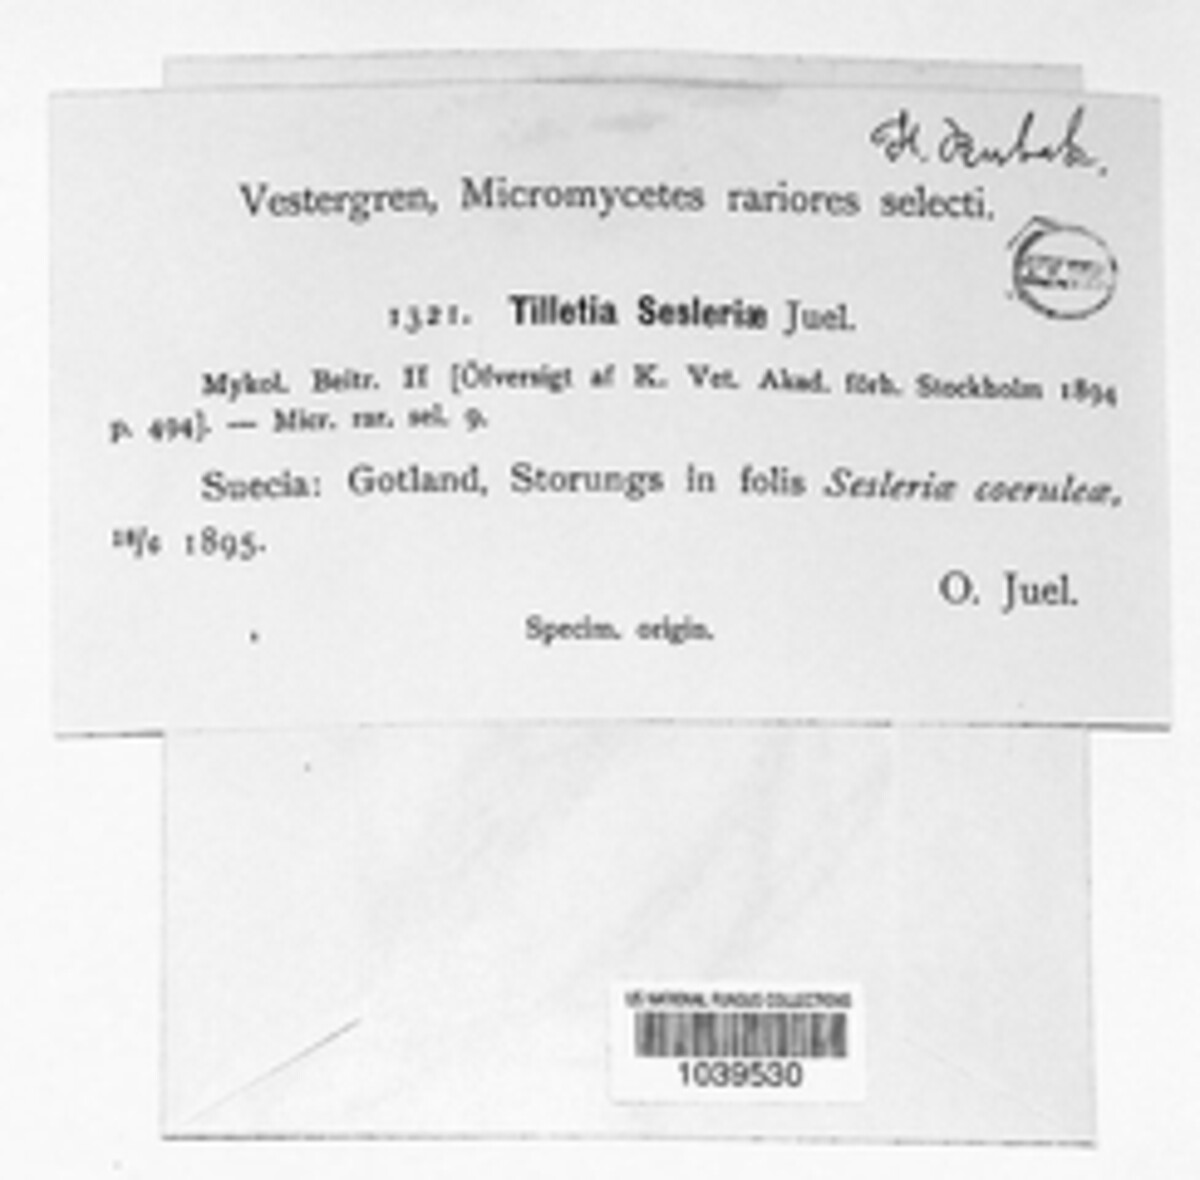 Vestergren, Micromycetes rariores selecti.
1321. Tilletia Sesleriæ Juel.
Mykol. Beitr. II [Öfversigt af K. Vet. Akad. förh. Stockholm 1894
p. 494]. — Micr. rar. sel. 9.
Suecia: Gotland, Storungs in folis Sesleriæ coeruleæ,
18/6 1895.
O. Juel.
Specim. origin.
US NATIONAL FUNGUS COLLECTIONS
1039530